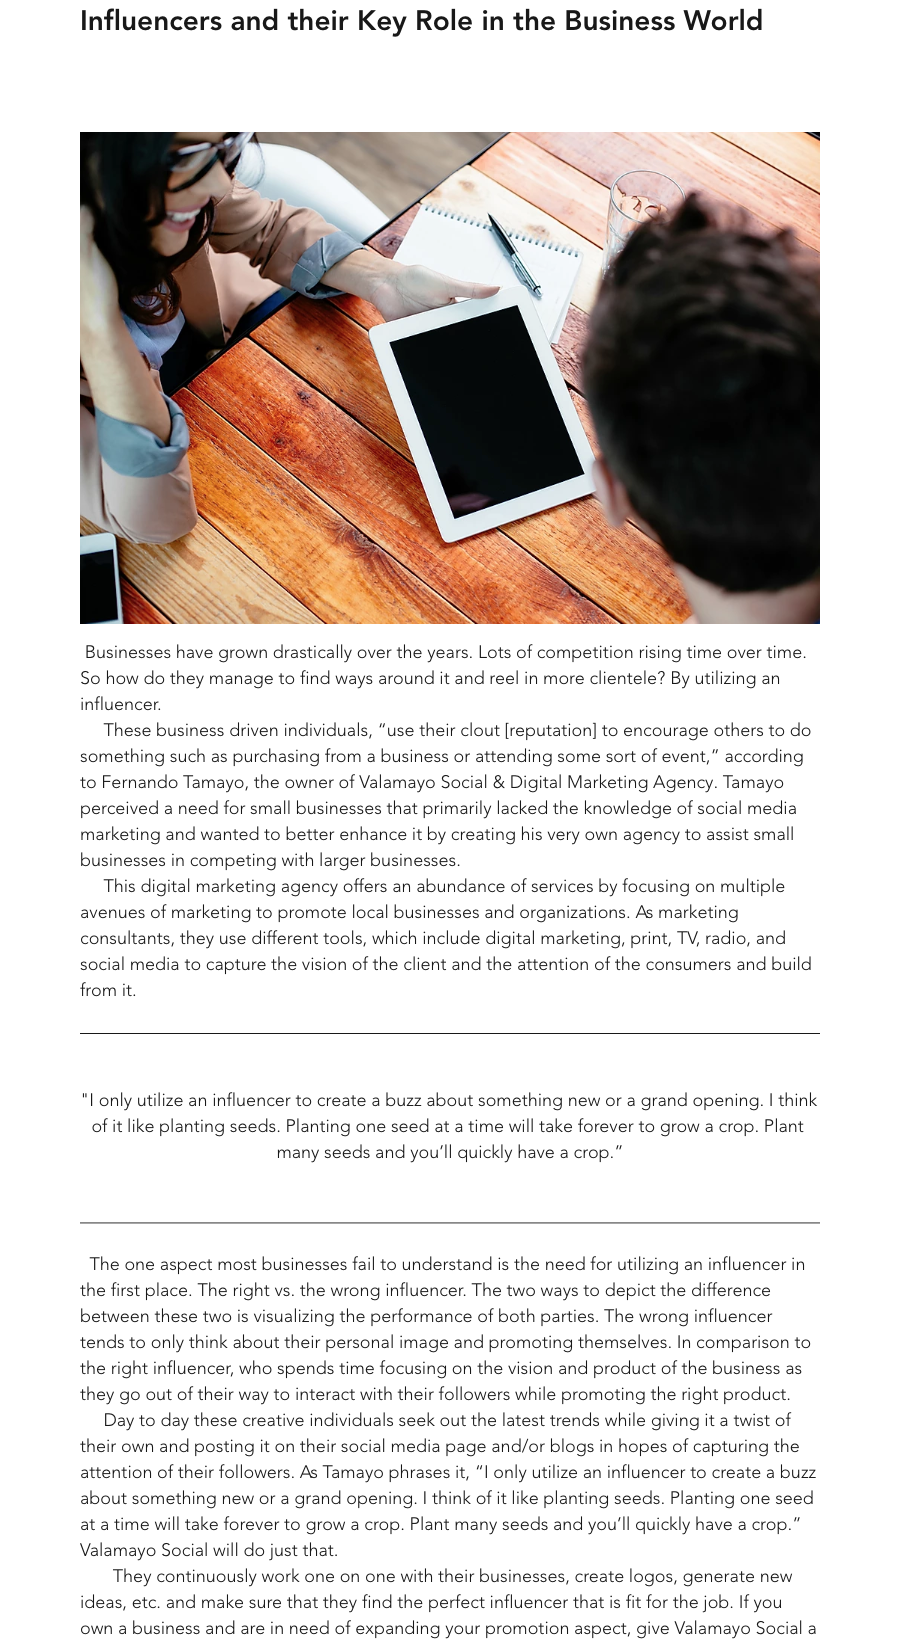 Influencers and their Key Role in the Business World
Businesses have grown drastically over the years. Lots of competition rising time over time.
So how do they manage to find ways around it and reel in more clientele? By utilizing an
influencer.
These business driven individuals, “use their clout [reputation] to encourage others to do
something such as purchasing from a business or attending some sort of event,” according
to Fernando Tamayo, the owner of Valamayo Social & Digital Marketing Agency. Tamayo
perceived a need for small businesses that primarily lacked the knowledge of social media
marketing and wanted to better enhance it by creating his very own agency to assist small
businesses in competing with larger businesses.
This digital marketing agency offers an abundance of services by focusing on multiple
avenues of marketing to promote local businesses and organizations. As marketing
consultants, they use different tools, which include digital marketing, print, TV, radio, and
social media to capture the vision of the client and the attention of the consumers and build
from it.
"I only utilize an influencer to create a buzz about something new or a grand opening. I think
of it like planting seeds. Planting one seed at a time will take forever to grow a crop. Plant
many seeds and you’ll quickly have a crop.”
The one aspect most businesses fail to understand is the need for utilizing an influencer in
the first place. The right vs. the wrong influencer. The two ways to depict the difference
between these two is visualizing the performance of both parties. The wrong influencer
tends to only think about their personal image and promoting themselves. In comparison to
the right influencer, who spends time focusing on the vision and product of the business as
they go out of their way to interact with their followers while promoting the right product.
Day to day these creative individuals seek out the latest trends while giving it a twist of
their own and posting it on their social media page and/or blogs in hopes of capturing the
attention of their followers. As Tamayo phrases it, “I only utilize an influencer to create a buzz
about something new or a grand opening. I think of it like planting seeds. Planting one seed
at a time will take forever to grow a crop. Plant many seeds and you’ll quickly have a crop.”
Valamayo Social will do just that.
They continuously work one on one with their businesses, create logos, generate new
ideas, etc. and make sure that they find the perfect influencer that is fit for the job. If you
own a business and are in need of expanding your promotion aspect, give Valamayo Social a